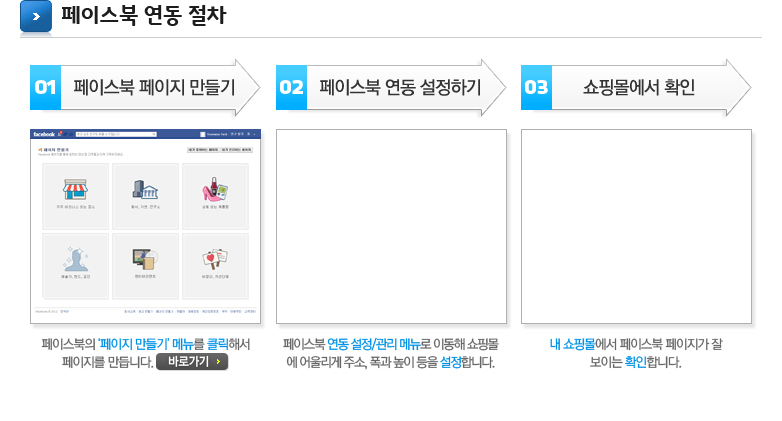 페이스북 연동 절차
01 페이스북 페이지 만들기
02 페이스북 연동 설정하기
03 쇼핑몰에서 확인
facebook
페이지 만들기
페이스북의 '페이지 만들기' 메뉴를 클릭해서
페이지를 만듭니다. 바로가기
페이스북 연동 설정/관리 메뉴로 이동해 쇼핑몰
에 어울리게 주소, 폭과 높이 등을 설정합니다.
내 쇼핑몰에서 페이스북 페이지가 잘
보이는 확인합니다.